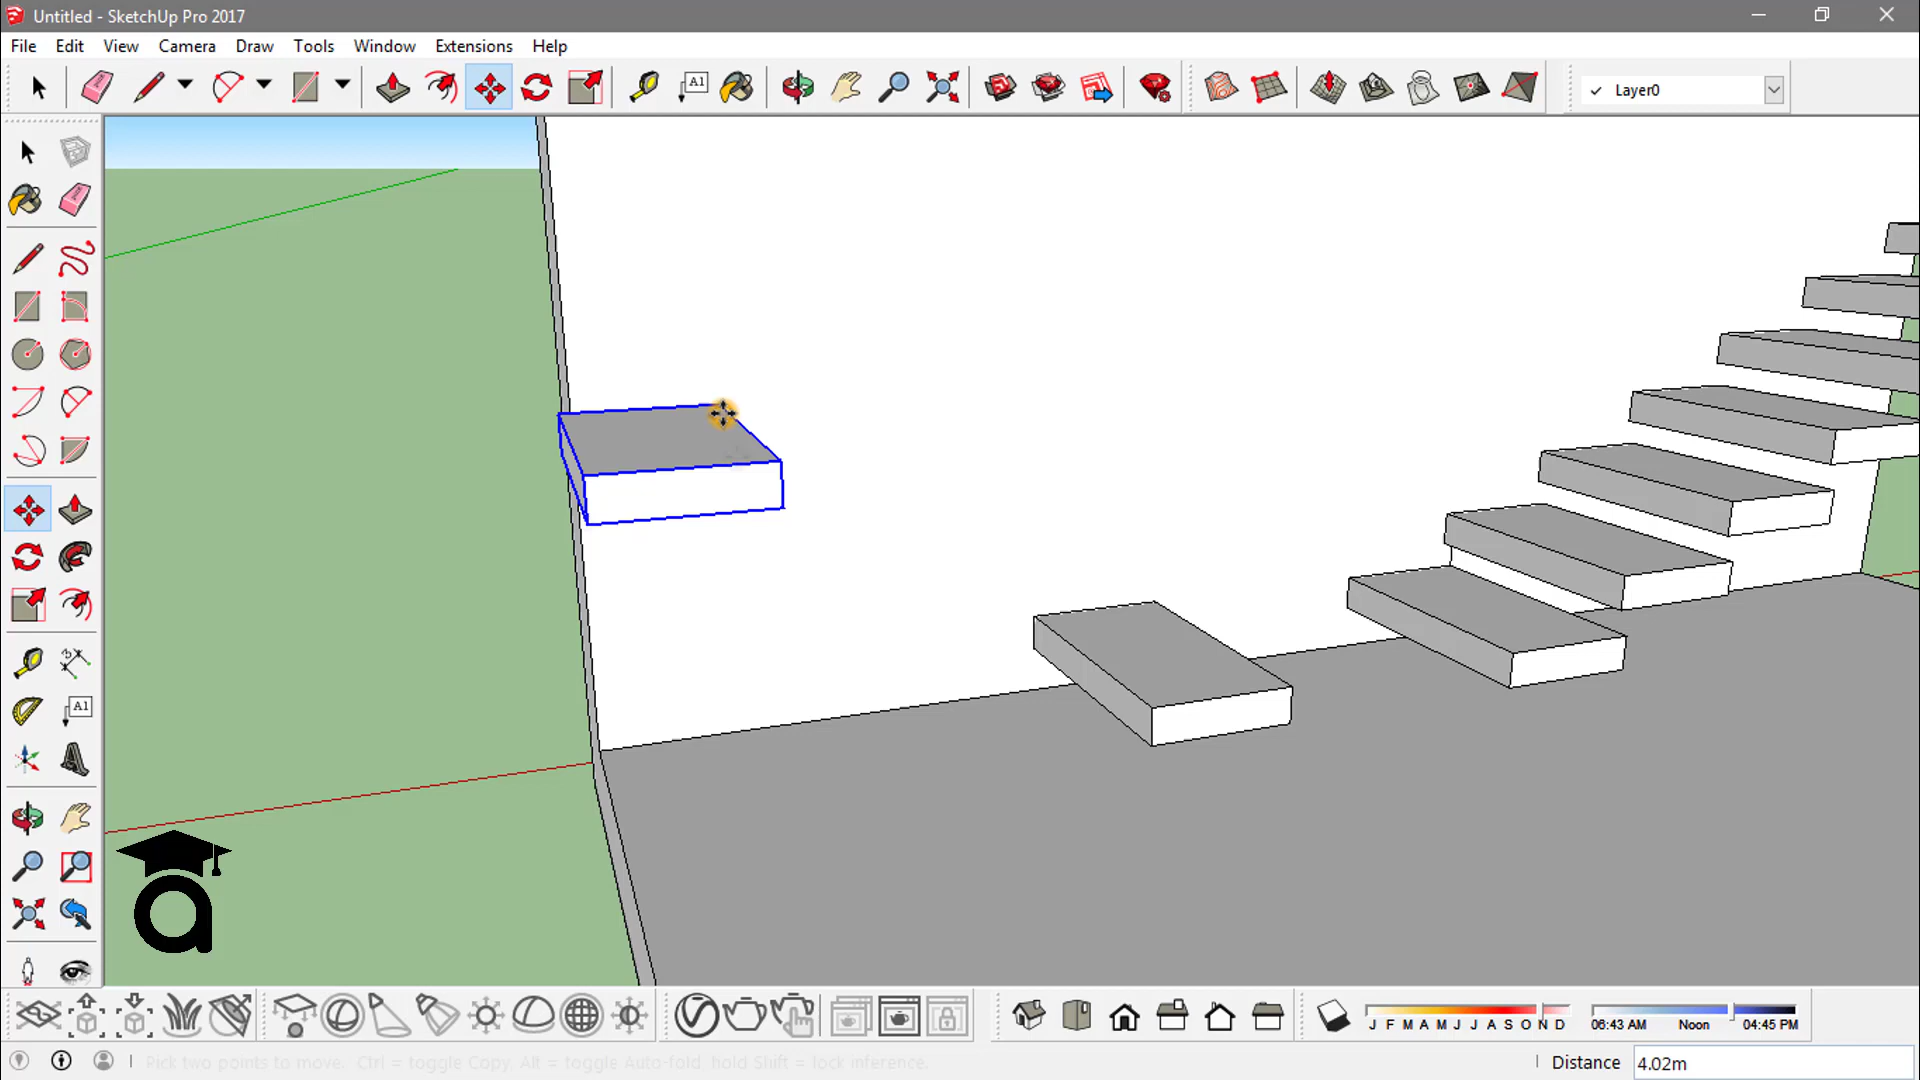 Untitled - SketchUp Pro 2017
File Edit View Camera Draw Tools Window Extensions Help
A1
Layer0
A1
a
J F M A M J J A S O N D
06:43 AM Noon 04:45 PM
Pick two points to move. Ctrl = toggle Copy, Alt = toggle Auto-fold, hold Shift = lock inference.
Distance 4.02m